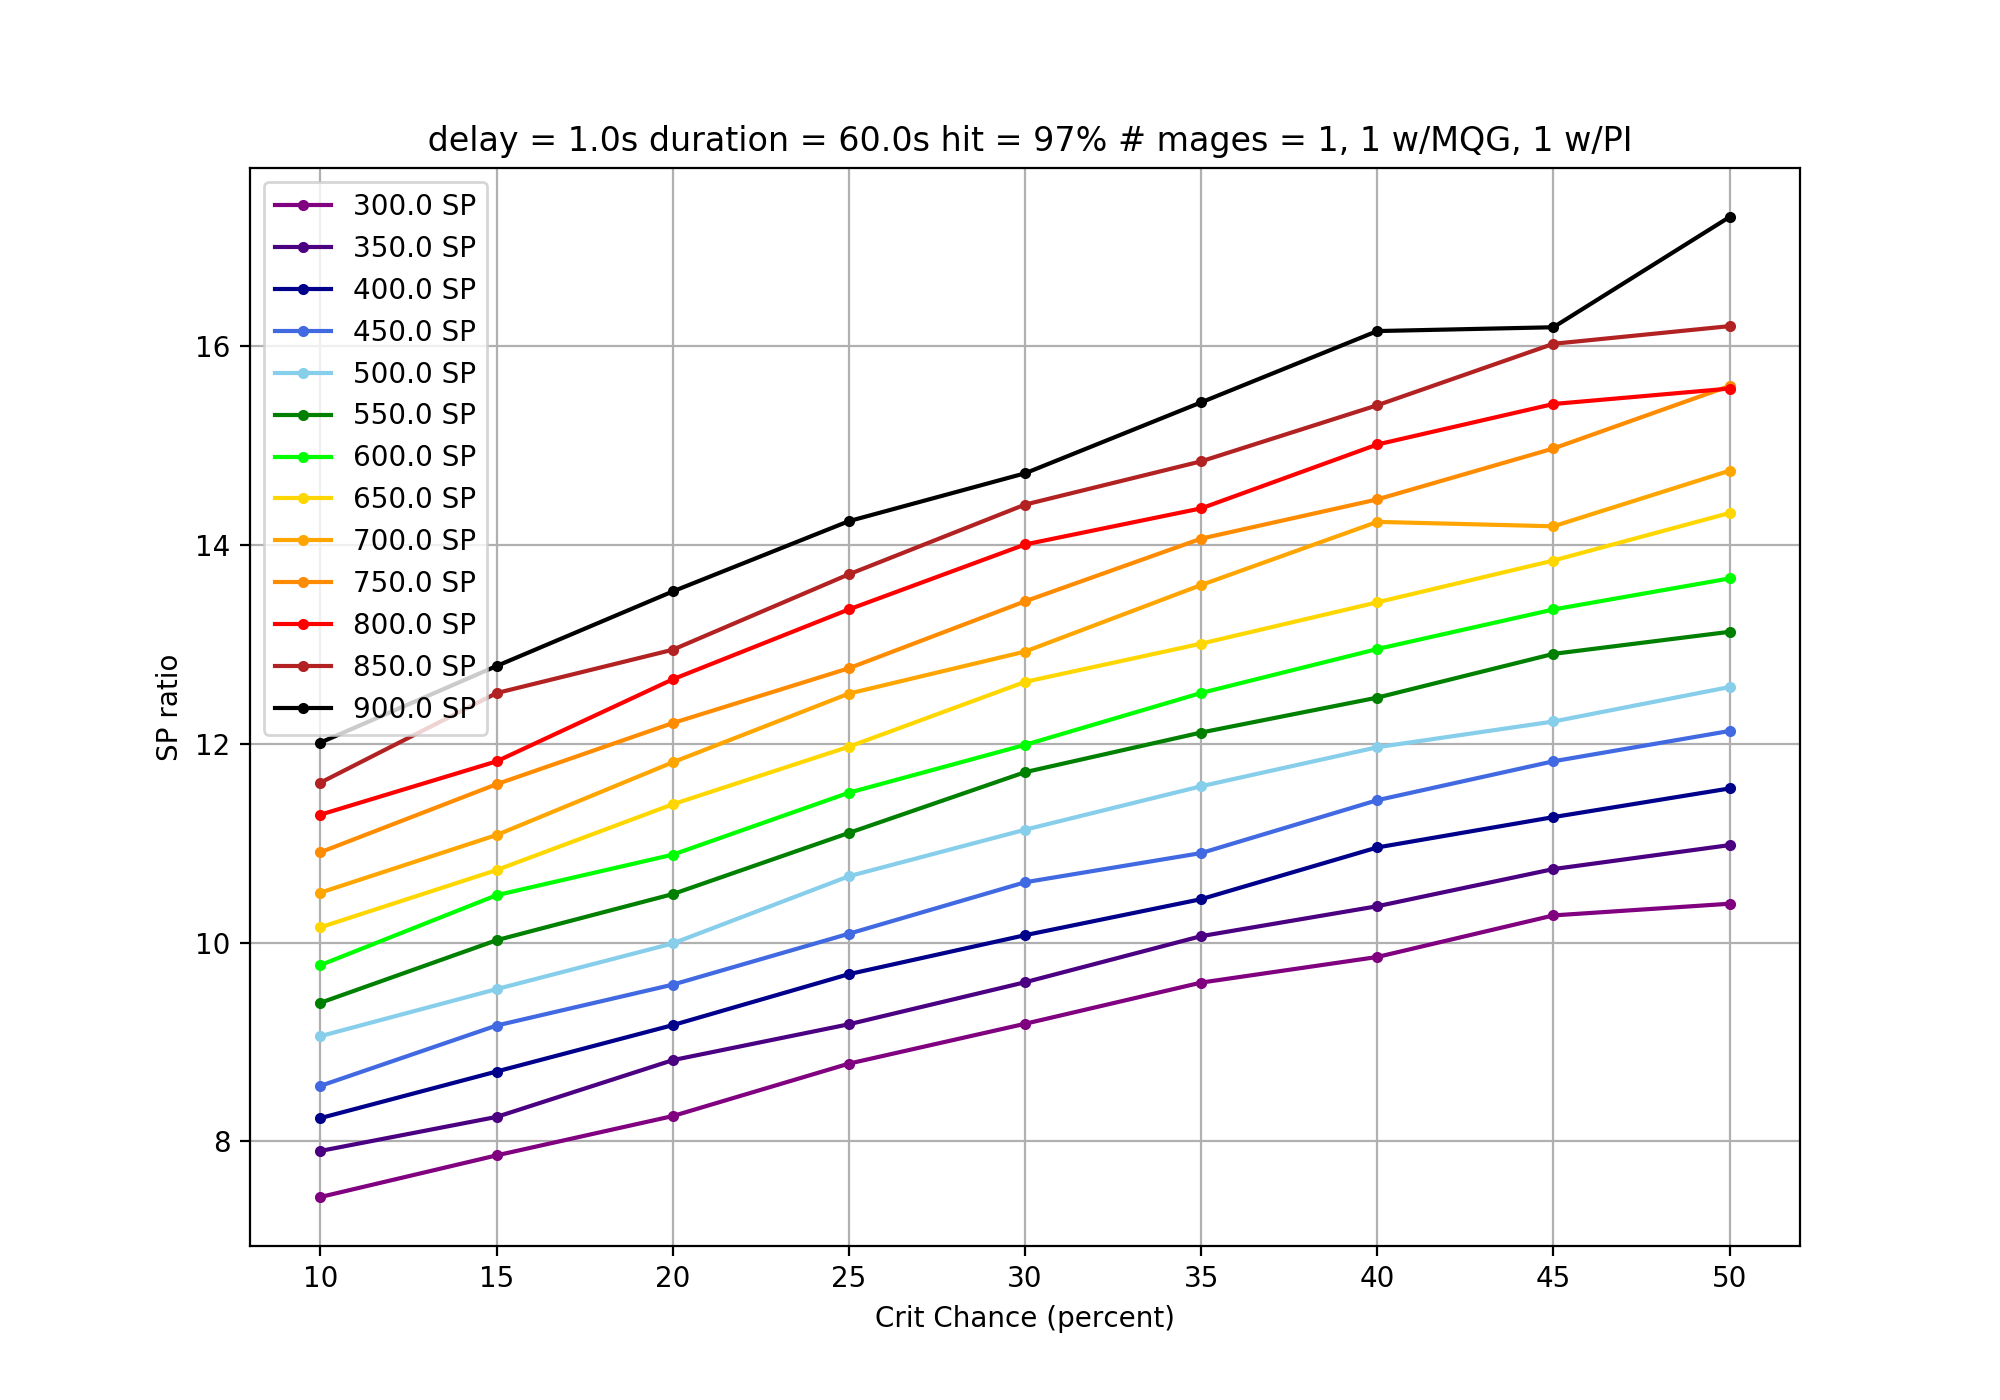 delay = 1.0s duration = 60.0s hit = 97% # mages = 1, 1 w/MQG, 1 w/PI
300.0 SP
350.0 SP
400.0 SP
450.0 SP
500.0 SP
550.0 SP
600.0 SP
650.0 SP
700.0 SP
750.0 SP
800.0 SP
850.0 SP
900.0 SP
SP ratio
16
14
12
10
8
10 15 20 25 30 35 40 45 50
Crit Chance (percent)